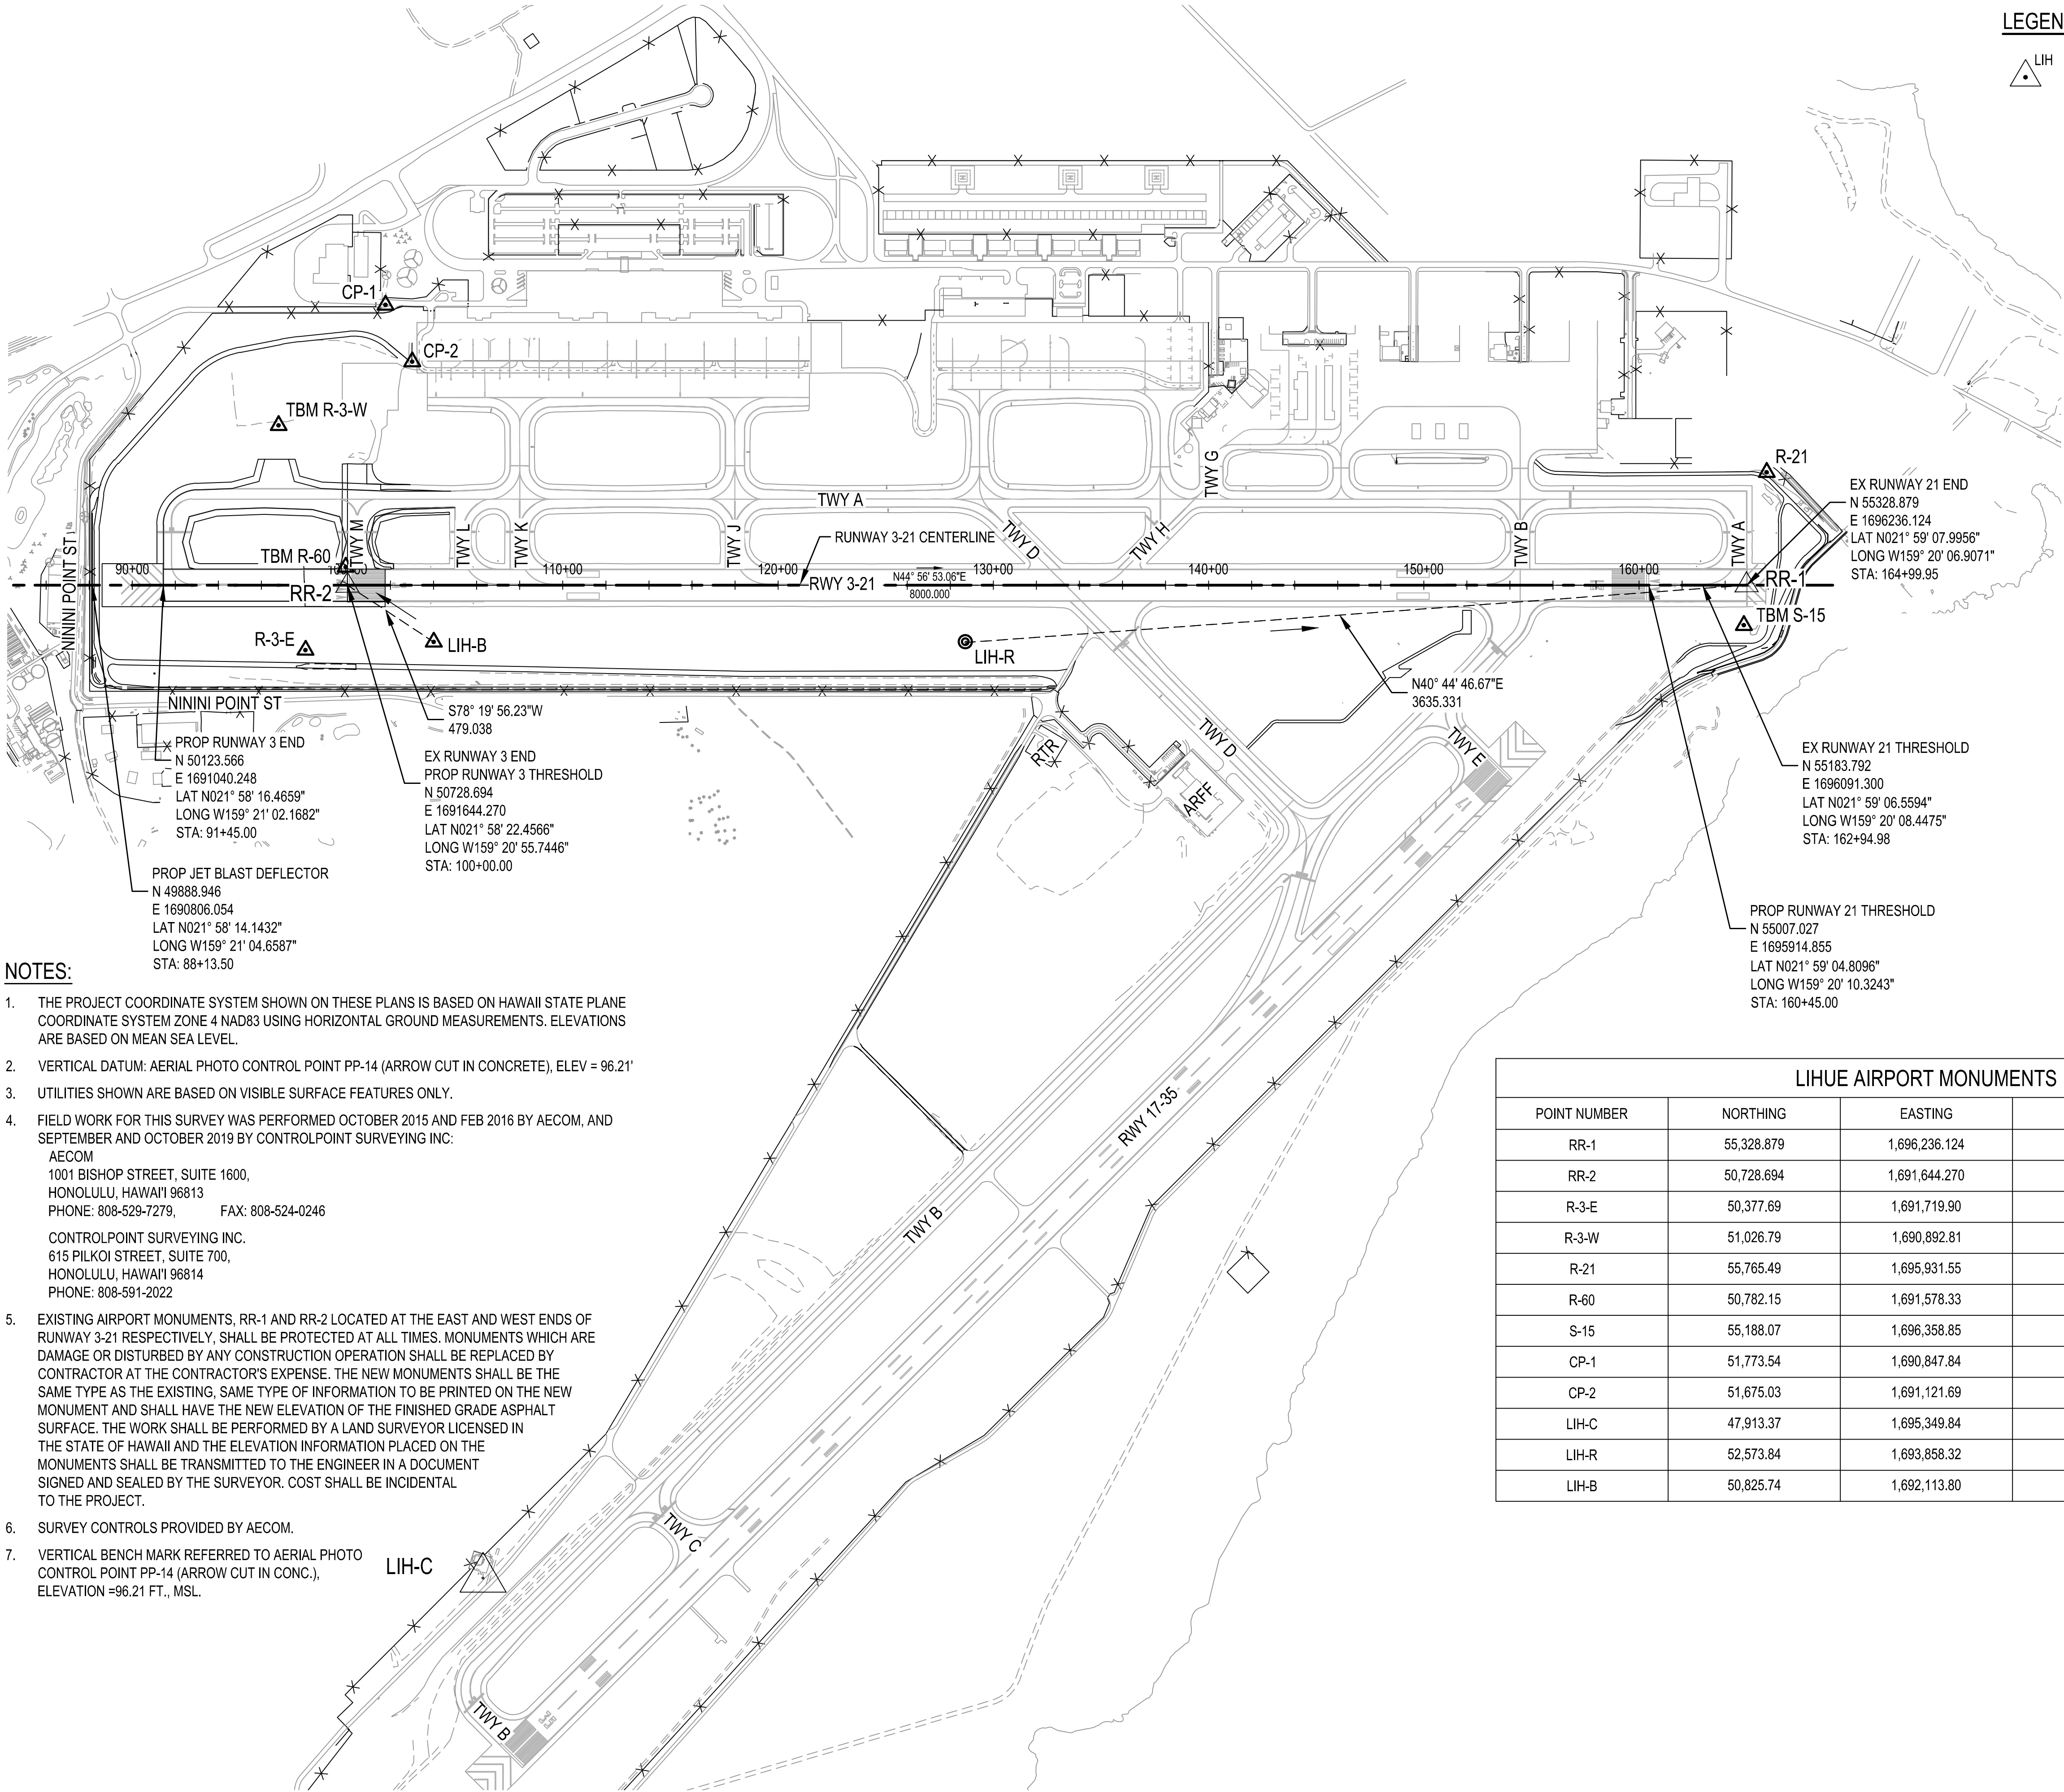 LEGEN
LIH
CP-1
CP-2
TBM R-3-W
R-21
EX RUNWAY 21 END
N 55328.879
E 1696236.124
LAT N021° 59' 07.9956"
LONG W159° 20' 06.9071"
STA: 164+99.95
TWY A
TWY G
TWY M
TWY L
TWY K
TWY J
TWY D
TWY H
TWY B
TWY A
RUNWAY 3-21 CENTERLINE
TBM R-60
90+00
110+00
120+00
130+00
140+00
150+00
160+00
N44° 56' 53.06"E
8000.000
RWY 3-21
RR-2
RR-1
TBM S-15
NININI POINT ST
R-3-E
LIH-B
LIH-R
N40° 44' 46.67"E
3635.331
NININI POINT ST
S78° 19' 56.23"W
479.038
PROP RUNWAY 3 END
N 50123.566
E 1691040.248
LAT N021° 58' 16.4659"
LONG W159° 21' 02.1682"
STA: 91+45.00
EX RUNWAY 3 END
PROP RUNWAY 3 THRESHOLD
N 50728.694
E 1691644.270
LAT N021° 58' 22.4566"
LONG W159° 20' 55.7446"
STA: 100+00.00
RTR
ARFF
TWY D
TWY E
EX RUNWAY 21 THRESHOLD
N 55183.792
E 1696091.300
LAT N021° 59' 06.5594"
LONG W159° 20' 08.4475"
STA: 162+94.98
PROP JET BLAST DEFLECTOR
N 49888.946
E 1690806.054
LAT N021° 58' 14.1432"
LONG W159° 21' 04.6587"
STA: 88+13.50
PROP RUNWAY 21 THRESHOLD
N 55007.027
E 1695914.855
LAT N021° 59' 04.8096"
LONG W159° 20' 10.3243"
STA: 160+45.00
NOTES:
1. THE PROJECT COORDINATE SYSTEM SHOWN ON THESE PLANS IS BASED ON HAWAII STATE PLANE
COORDINATE SYSTEM ZONE 4 NAD83 USING HORIZONTAL GROUND MEASUREMENTS. ELEVATIONS
ARE BASED ON MEAN SEA LEVEL.
2. VERTICAL DATUM: AERIAL PHOTO CONTROL POINT PP-14 (ARROW CUT IN CONCRETE), ELEV = 96.21'
3. UTILITIES SHOWN ARE BASED ON VISIBLE SURFACE FEATURES ONLY.
4. FIELD WORK FOR THIS SURVEY WAS PERFORMED OCTOBER 2015 AND FEB 2016 BY AECOM, AND
SEPTEMBER AND OCTOBER 2019 BY CONTROLPOINT SURVEYING INC:
AECOM
1001 BISHOP STREET, SUITE 1600,
HONOLULU, HAWAI'I 96813
PHONE: 808-529-7279, FAX: 808-524-0246
CONTROLPOINT SURVEYING INC.
615 PILKOI STREET, SUITE 700,
HONOLULU, HAWAI'I 96814
PHONE: 808-591-2022
5. EXISTING AIRPORT MONUMENTS, RR-1 AND RR-2 LOCATED AT THE EAST AND WEST ENDS OF
RUNWAY 3-21 RESPECTIVELY, SHALL BE PROTECTED AT ALL TIMES. MONUMENTS WHICH ARE
DAMAGE OR DISTURBED BY ANY CONSTRUCTION OPERATION SHALL BE REPLACED BY
CONTRACTOR AT THE CONTRACTOR'S EXPENSE. THE NEW MONUMENTS SHALL BE THE
SAME TYPE AS THE EXISTING, SAME TYPE OF INFORMATION TO BE PRINTED ON THE NEW
MONUMENT AND SHALL HAVE THE NEW ELEVATION OF THE FINISHED GRADE ASPHALT
SURFACE. THE WORK SHALL BE PERFORMED BY A LAND SURVEYOR LICENSED IN
THE STATE OF HAWAII AND THE ELEVATION INFORMATION PLACED ON THE
MONUMENTS SHALL BE TRANSMITTED TO THE ENGINEER IN A DOCUMENT
SIGNED AND SEALED BY THE SURVEYOR. COST SHALL BE INCIDENTAL
TO THE PROJECT.
6. SURVEY CONTROLS PROVIDED BY AECOM.
7. VERTICAL BENCH MARK REFERRED TO AERIAL PHOTO
CONTROL POINT PP-14 (ARROW CUT IN CONC.),
ELEVATION =96.21 FT., MSL.
LIH-C
RWY 17-35
TWY B
TWY C
TWY B
LIHUE AIRPORT MONUMENTS
POINT NUMBER NORTHING EASTING
RR-1 55,328.879 1,696,236.124
RR-2 50,728.694 1,691,644.270
R-3-E 50,377.69 1,691,719.90
R-3-W 51,026.79 1,690,892.81
R-21 55,765.49 1,695,931.55
R-60 50,782.15 1,691,578.33
S-15 55,188.07 1,696,358.85
CP-1 51,773.54 1,690,847.84
CP-2 51,675.03 1,691,121.69
LIH-C 47,913.37 1,695,349.84
LIH-R 52,573.84 1,693,858.32
LIH-B 50,825.74 1,692,113.80